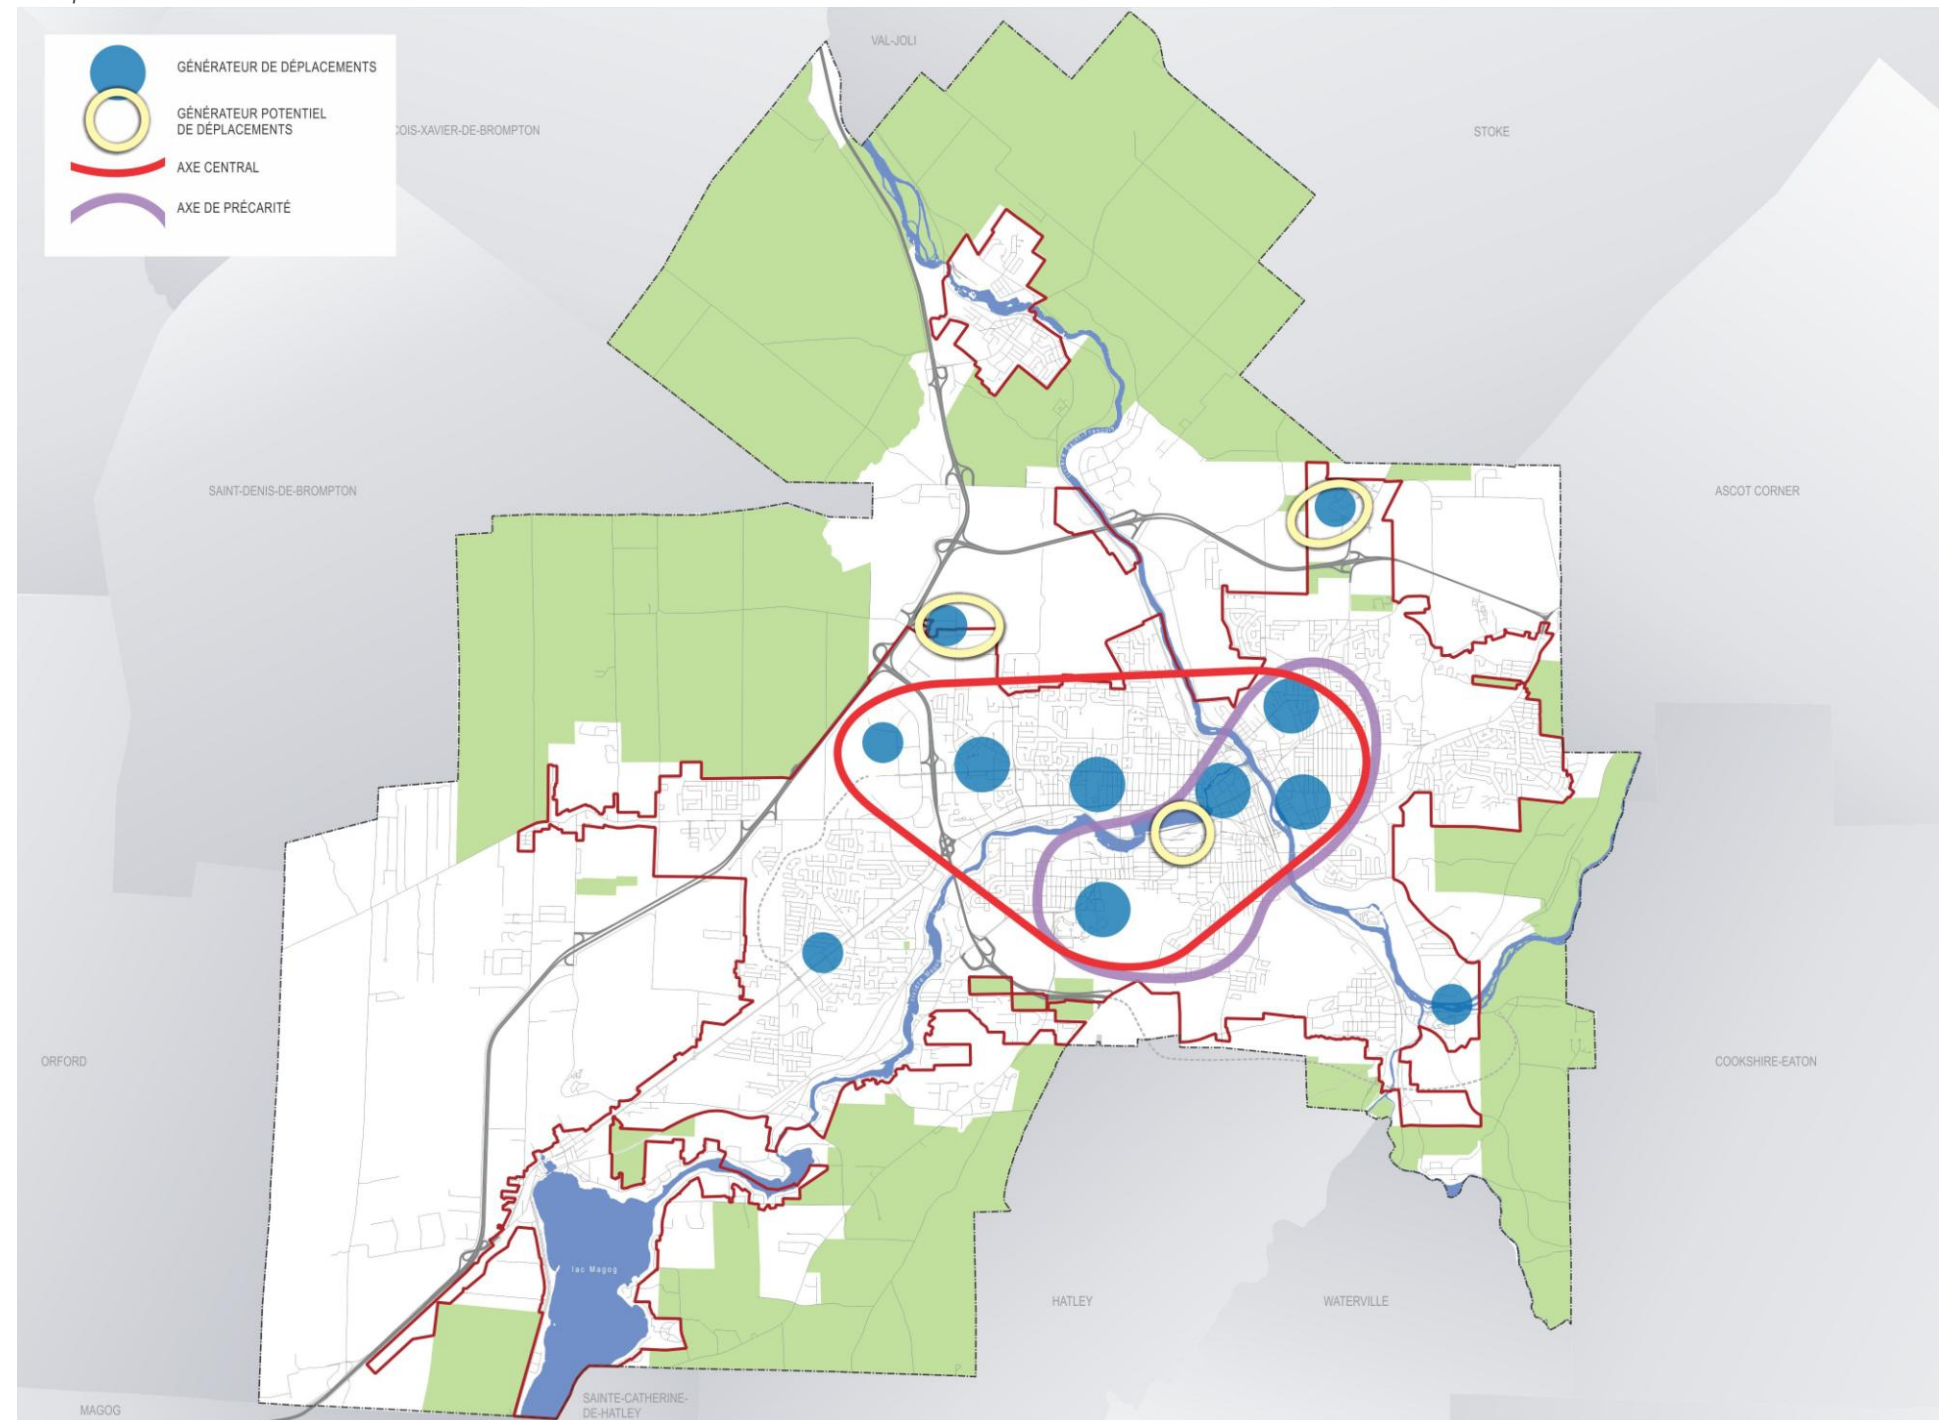 GÉNÉRATEUR DE DÉPLACEMENTS
GÉNÉRATEUR POTENTIEL
DE DÉPLACEMENTS
AXE CENTRAL
AXE DE PRÉCARITÉ
VAL-JOLI
COIS-XAVIER-DE-BROMPTON
STOKE
SAINT-DENIS-DE-BROMPTON
ASCOT CORNER
ORFORD
COOKSHIRE-EATON
lac Magog
HATLEY
WATERVILLE
SAINTE-CATHERINE-
DE-HATLEY
MAGOG